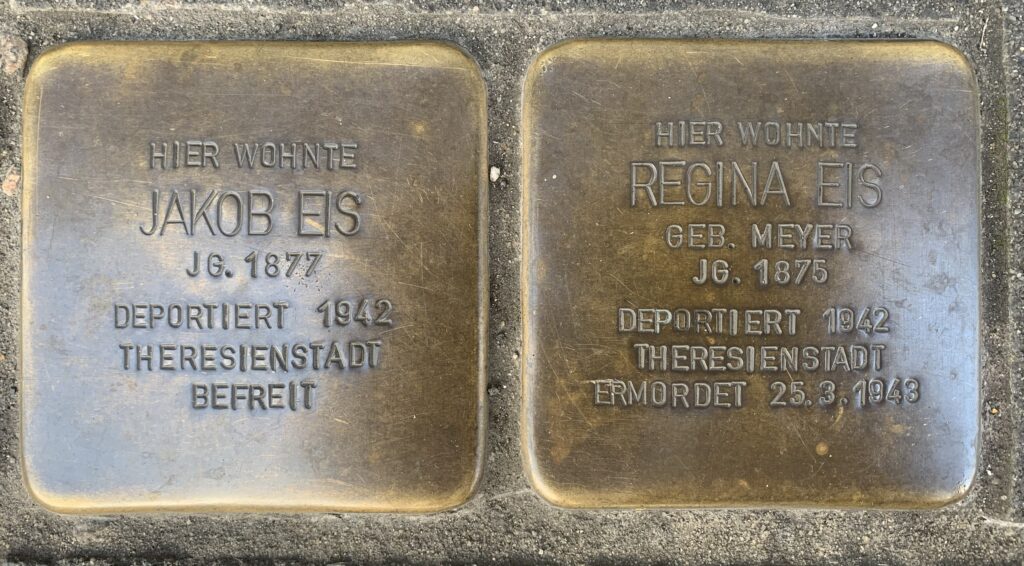 HIER WOHNTE
JAKOB EIS
JG. 1877
DEPORTIERT 1942
THERESIENSTADT
BEFREIT
HIER WOHNTE
REGINA EIS
GEB. MEYER
JG. 1875
DEPORTIERT 1942
THERESIENSTADT
ERMORDET 25.3.1943